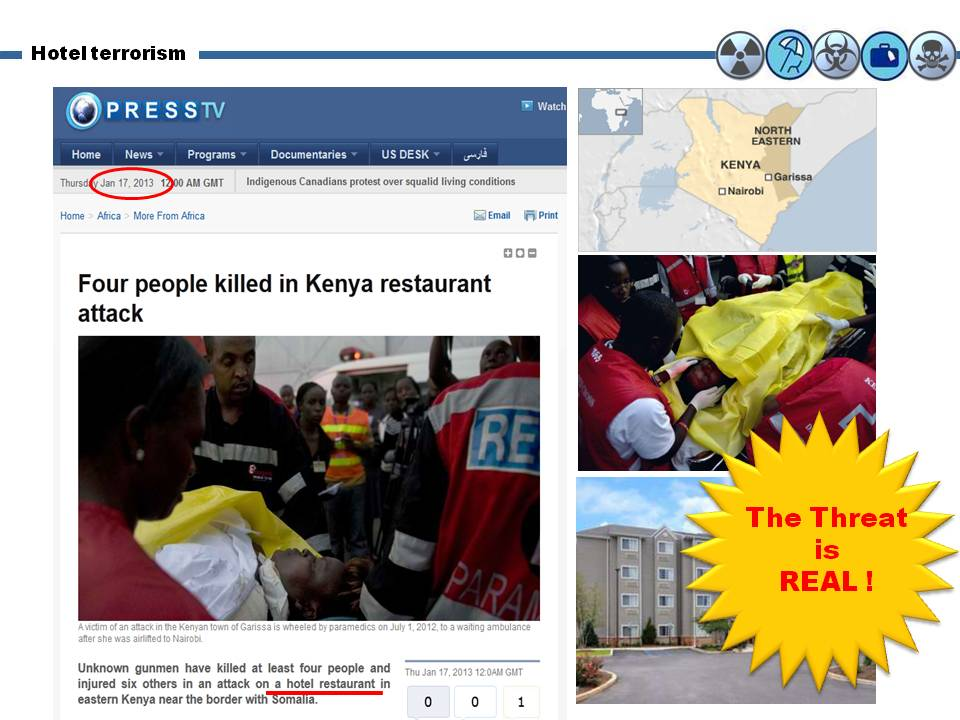 Hotel terrorism
PRESSTV
Watch
Home News Programs Documentaries US DESK فارسی
Thursday Jan 17, 2013 12:00 AM GMT Indigenous Canadians protest over squalid living conditions
Home > Africa > More From Africa Email Print
Four people killed in Kenya restaurant
attack
RE
PARAM
A victim of an attack in the Kenyan town of Garissa is wheeled by paramedics on July 1, 2012, to a waiting ambulance
after she was airlifted to Nairobi.
Unknown gunmen have killed at least four people and
injured six others in an attack on a hotel restaurant in
eastern Kenya near the border with Somalia.
Thu Jan 17, 2013 12:0AM GMT
0 0 1
NORTH
EASTERN
KENYA
Garissa
Nairobi
The Threat
is
REAL !